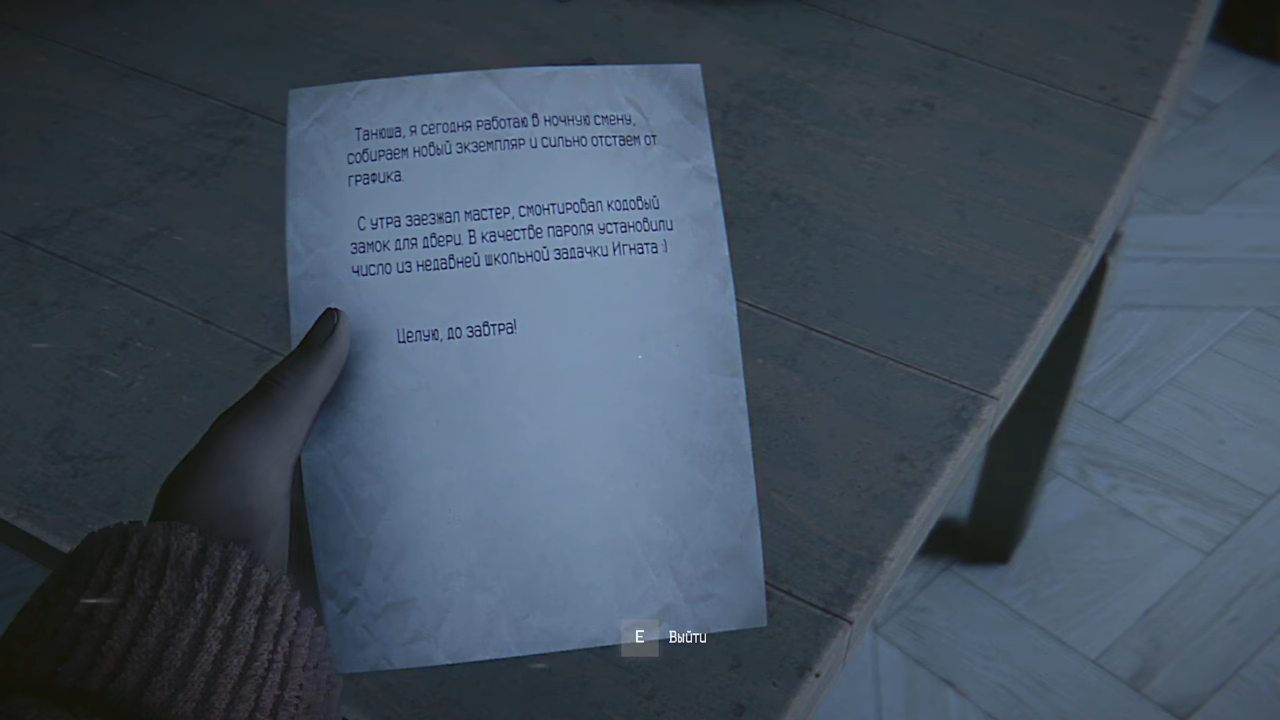 Танюша, я сегодня работаю в ночную смену,
собираем новый экземпляр и сильно отстаем от
графика.
С утра заезжал мастер, смонтировал кодовый
замок для двери. В качестве пароля установили
число из недавней школьной задачки Игната :)
Целую, до завтра!
E Выйти